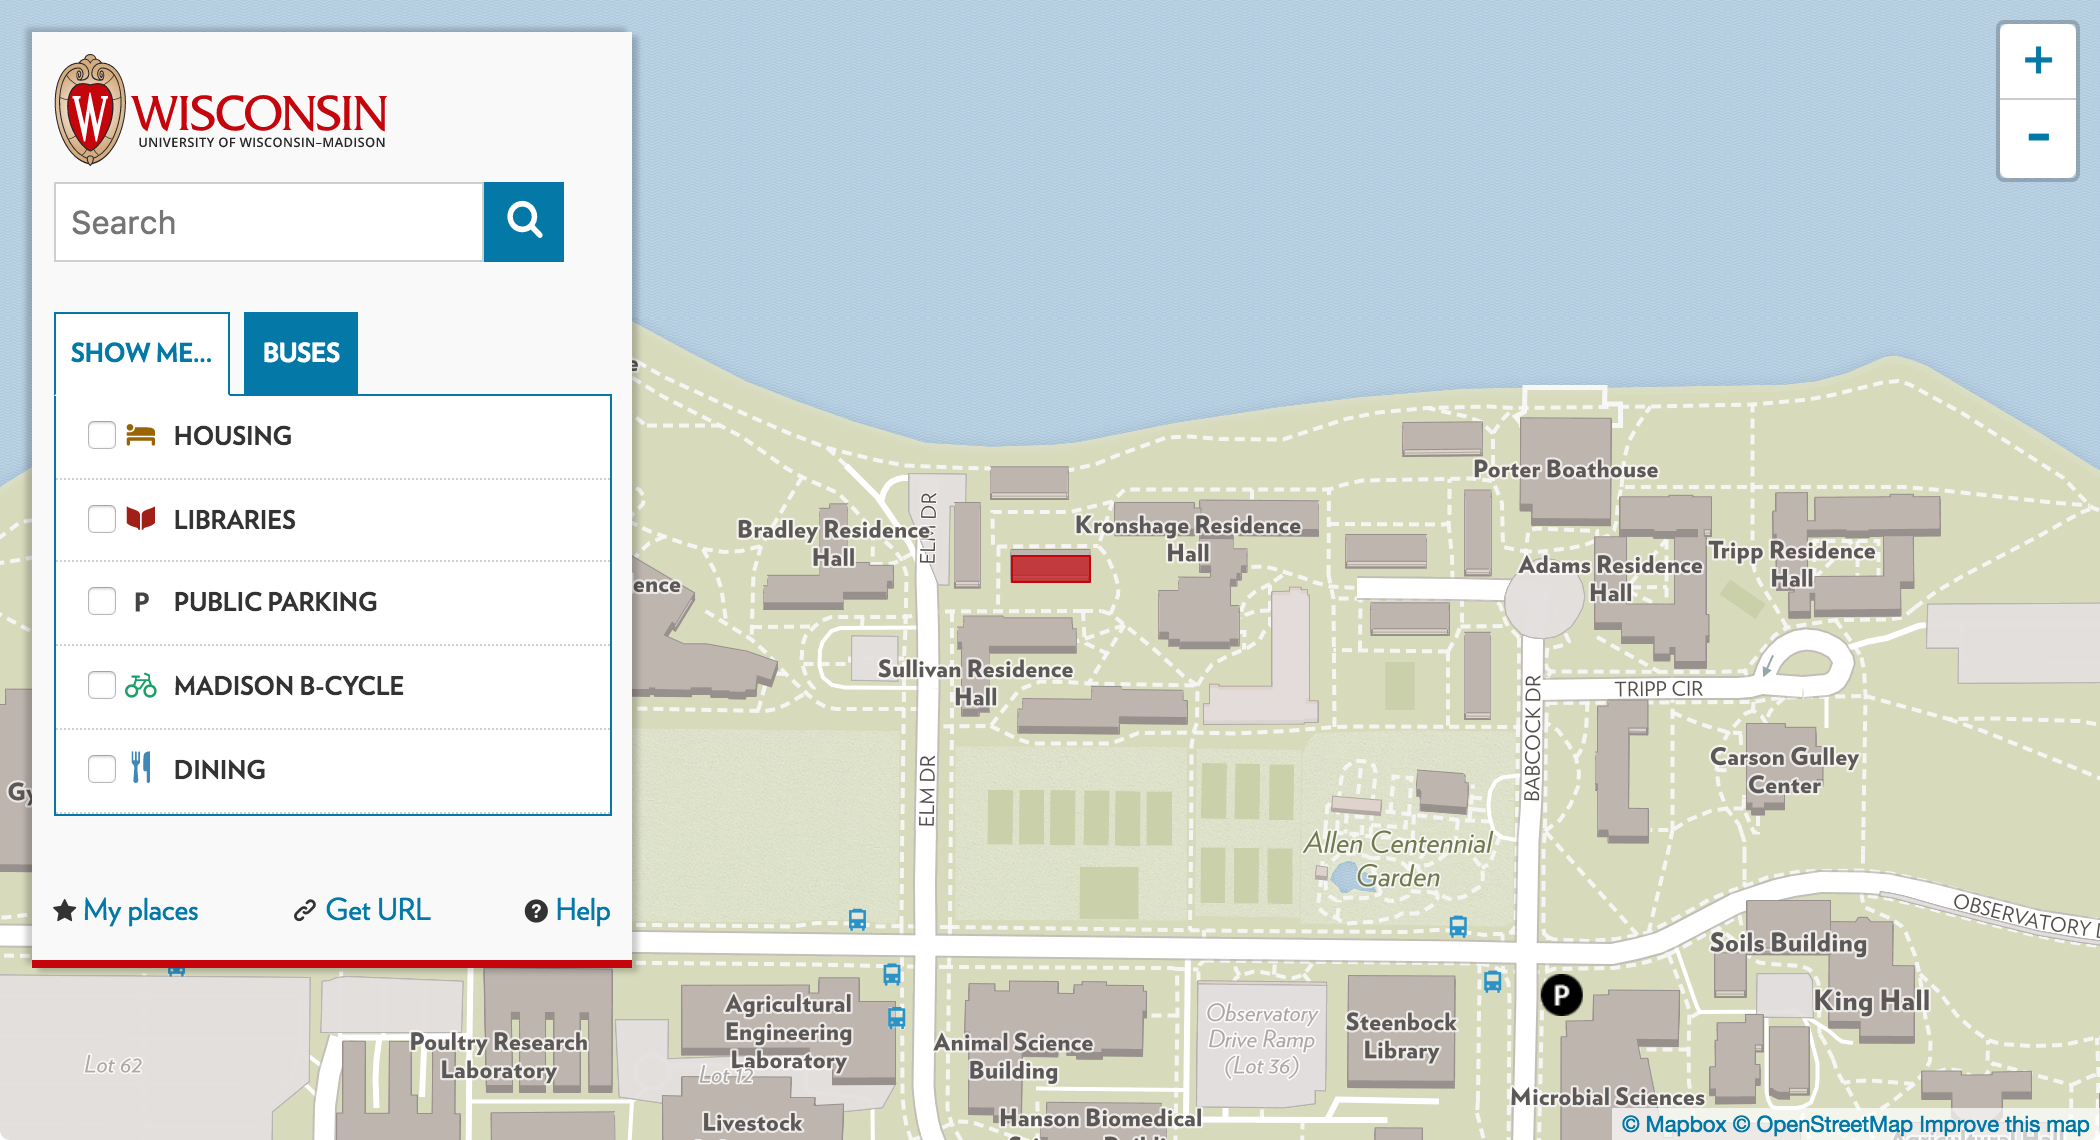 W
WISCONSIN
UNIVERSITY OF WISCONSIN–MADISON
Search
SHOW ME...
BUSES
HOUSING
LIBRARIES
P PUBLIC PARKING
MADISON B-CYCLE
DINING
My places
Get URL
? Help
+
-
Bradley Residence
Hall
ELM DR
Kronshage Residence
Hall
Porter Boathouse
Adams Residence
Hall
Tripp Residence
Hall
ence
Sullivan Residence
Hall
TRIPP CIR
BABCOCK DR
ELM DR
Carson Gulley
Center
Gy
Allen Centennial
Garden
OBSERVATORY
Soils Building
King Hall
P
Agricultural
Engineering
Laboratory
Lot 12
Poultry Research
Laboratory
Lot 62
Animal Science
Building
Observatory
Drive Ramp
(Lot 36)
Steenbock
Library
Microbial Sciences
Livestock
Hanson Biomedical
© Mapbox © OpenStreetMap Improve this map